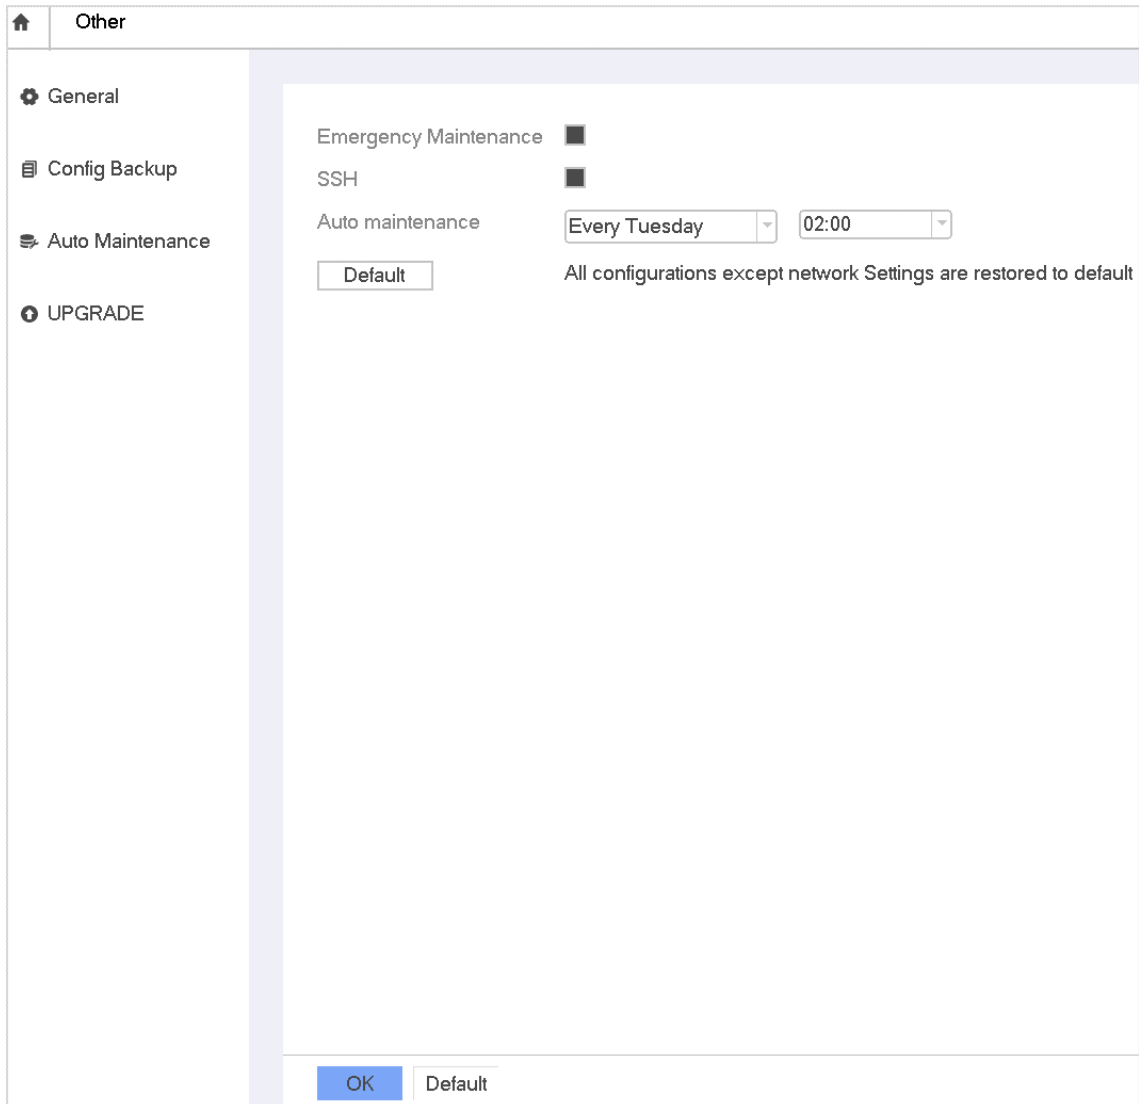 Other
General
Config Backup
Auto Maintenance
UPGRADE
Emergency Maintenance
SSH
Auto maintenance Every Tuesday 02:00
Default All configurations except network Settings are restored to default
OK Default